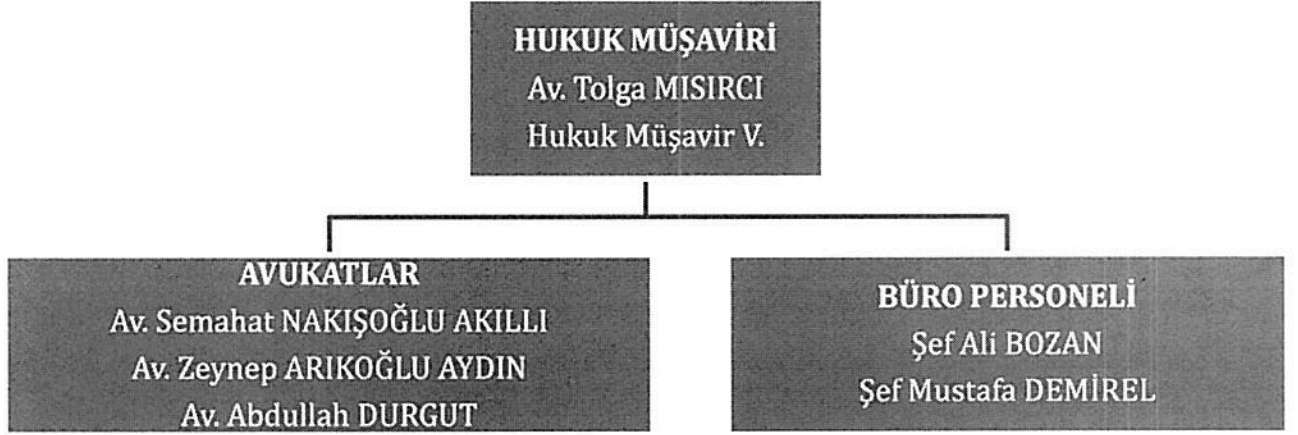 HUKUK MÜŞAVİRİ
Av. Tolga MISIRCI
Hukuk Müşavir V.
AVUKATLAR
Av. Semahat NAKIŞOĞLU AKILLI
Av. Zeynep ARIKOĞLU AYDIN
Av. Abdullah DURGUT
BÜRO PERSONELİ
Şef Ali BOZAN
Şef Mustafa DEMİREL